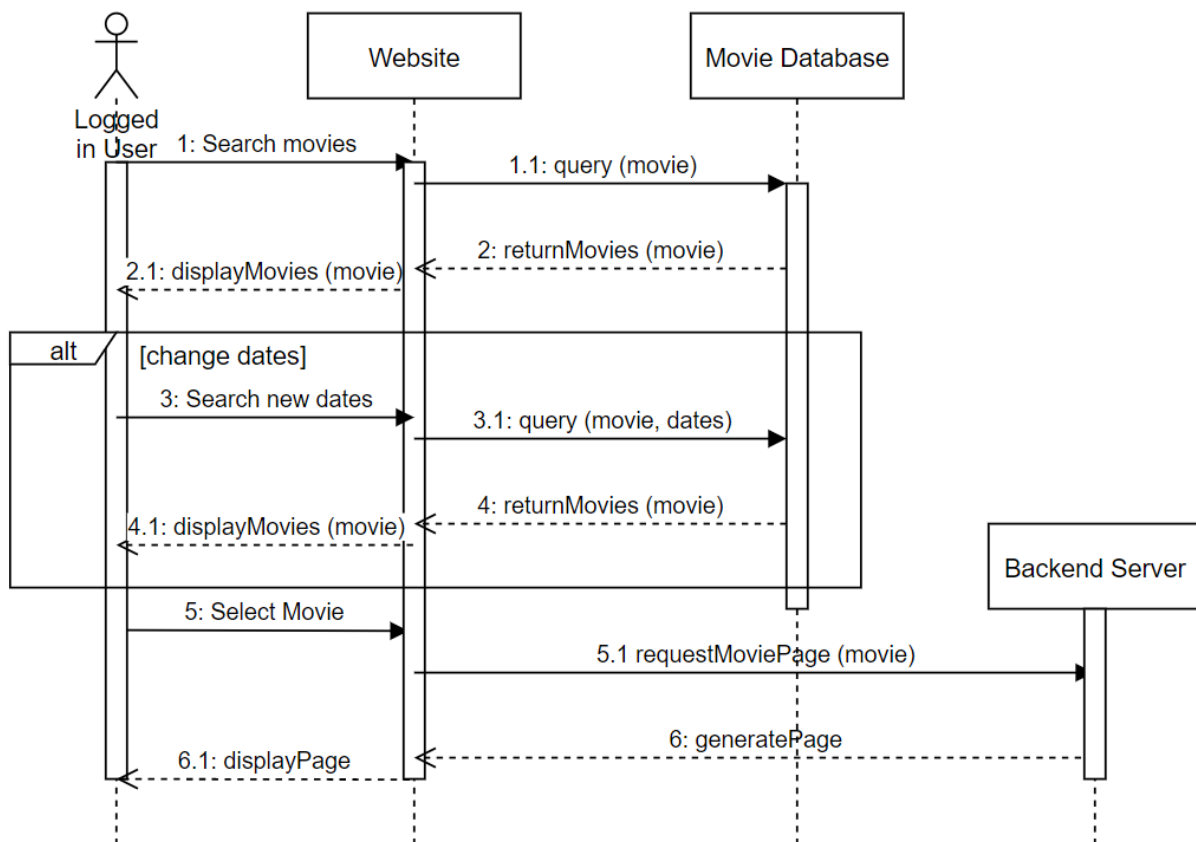 Website
Movie Database
Logged
in User
1: Search movies
1.1: query (movie)
2: returnMovies (movie)
2.1: displayMovies (movie)
alt
[change dates]
3: Search new dates
3.1: query (movie, dates)
4: returnMovies (movie)
4.1: displayMovies (movie)
Backend Server
5: Select Movie
5.1 requestMoviePage (movie)
6: generatePage
6.1: displayPage